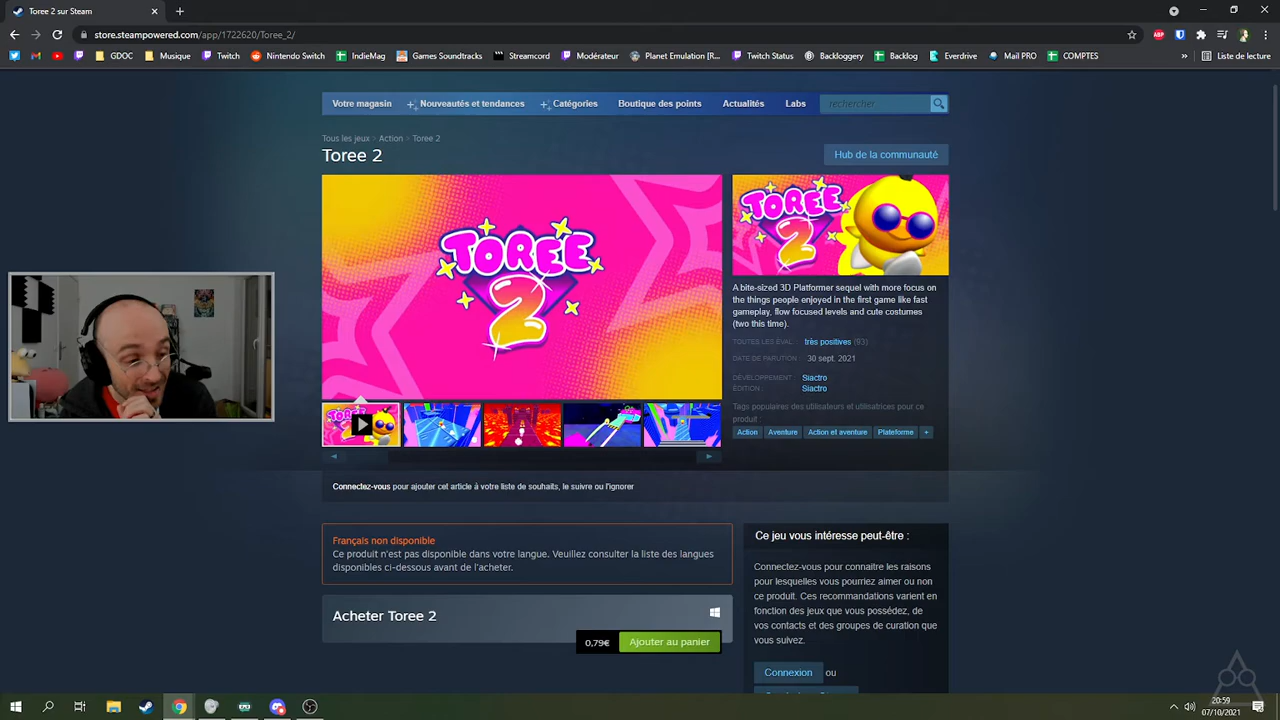 Toree 2 sur Steam
store.steampowered.com/app/1722620/Toree_2/
GDOC
Musique
Twitch
Nintendo Switch
IndieMag
Games Soundtracks
Streamcord
Modérateur
Planet Emulation [R...
Twitch Status
Backloggery
Backlog
Everdrive
Mail PRO
COMPTES
»
Liste de lecture
Votre magasin
Nouveautés et tendances
Catégories
Boutique des points
Actualités
Labs
rechercher
Tous les jeux > Action > Toree 2
Toree 2
Hub de la communauté
TOREE
2
TOREE
2
A bite-sized 3D Platformer sequel with more focus on
the things people enjoyed in the first game like fast
gameplay, flow focused levels and cute costumes
(two this time).
TOUTES LES ÉVAL. : très positives (93)
DATE DE PARUTION : 30 sept. 2021
DÉVELOPPEMENT : Siactro
ÉDITION : Siactro
Tags populaires des utilisateurs et utilisatrices pour ce
produit :
Action Aventure Action et aventure Plateforme +
Connectez-vous pour ajouter cet article à votre liste de souhaits, le suivre ou l'ignorer
Français non disponible
Ce produit n'est pas disponible dans votre langue. Veuillez consulter la liste des langues
disponibles ci-dessous avant de l'acheter.
Acheter Toree 2
0,79€ Ajouter au panier
Ce jeu vous intéresse peut-être :
Connectez-vous pour connaitre les raisons
pour lesquelles vous pourriez aimer ou non
ce produit. Ces recommandations varient en
fonction des jeux que vous possédez, de
vos contacts et des groupes de curation que
vous suivez.
Connexion ou
20:59
07/10/2021